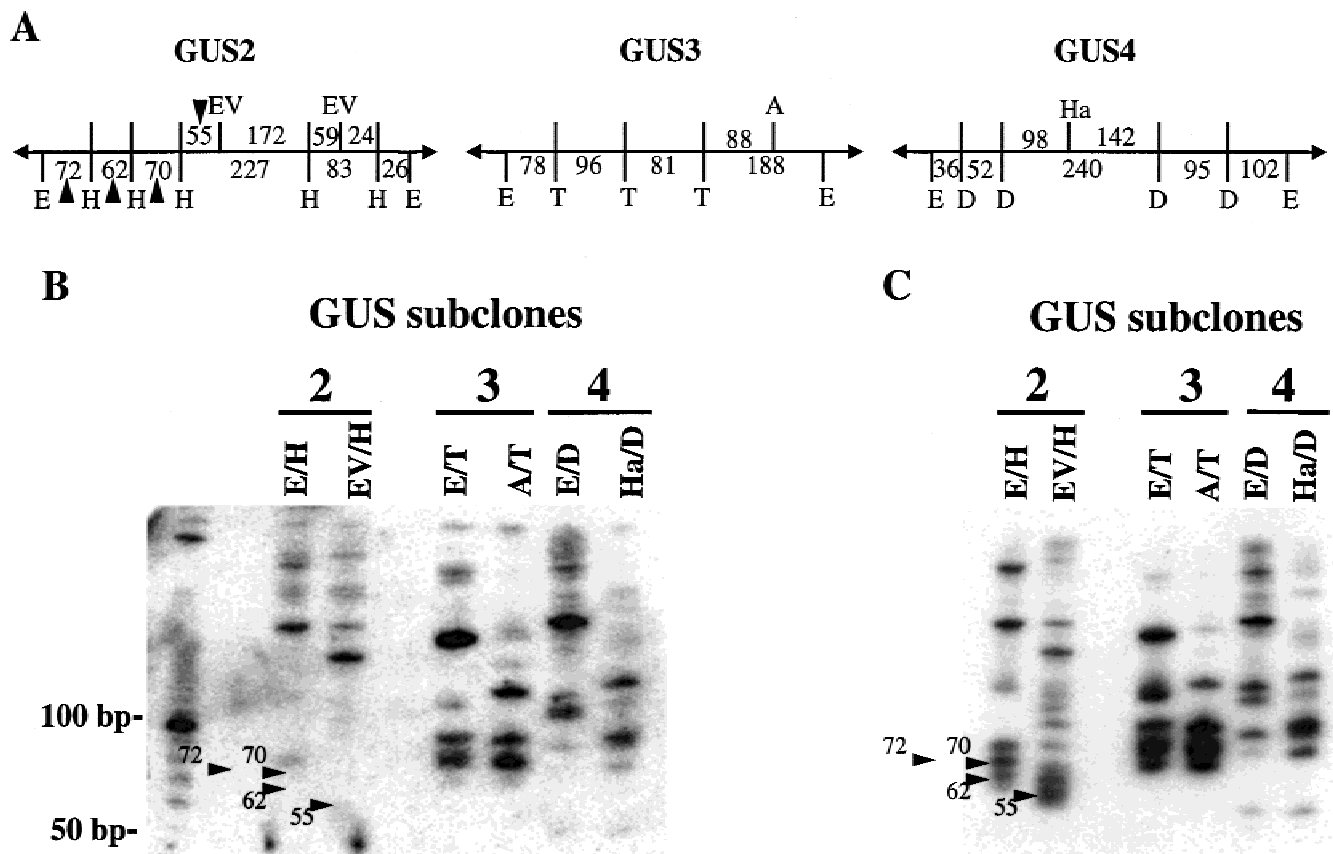 A
GUS2
GUS3
GUS4
EV EV
A
Ha
55 172 59 24
88
98 142
72 62 70 227 83 26
78 96 81 188
36 52 240 95 102
E H H H H H E
E T T T E
E D D D D E
B
GUS subclones
2 3 4
E/H EV/H E/T A/T E/D Ha/D
100 bp-
72 70
62
55
50 bp-
C
GUS subclones
2 3 4
E/H EV/H E/T A/T E/D Ha/D
72 70
62
55